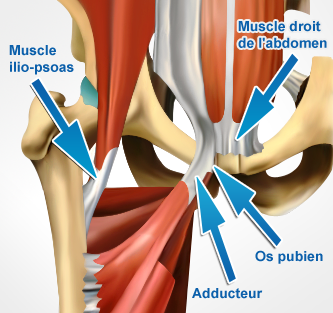 Muscle droit
de l'abdomen
Muscle
ilio-psoas
Os pubien
Adducteur